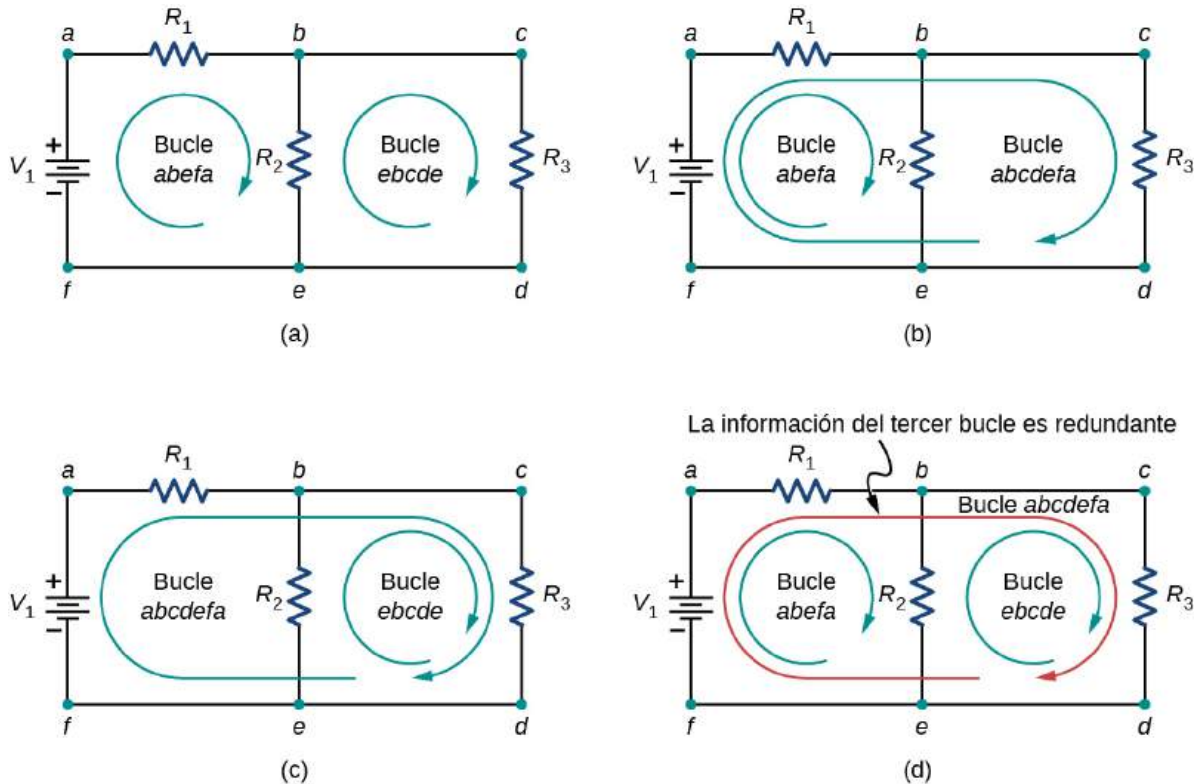 a R1 b c
+
V1
−
Bucle
abefa
R2
Bucle
ebcde
R3
f e d
(a)
a R1 b c
+
V1
−
Bucle
abefa
R2
Bucle
abcdefa
R3
f e d
(b)
a R1 b c
+
V1
−
Bucle
abcdefa
R2
Bucle
ebcde
R3
f e d
(c)
La información del tercer bucle es redundante
a R1 b c
Bucle abcdefa
+
V1
−
Bucle
abefa
R2
Bucle
ebcde
R3
f e d
(d)